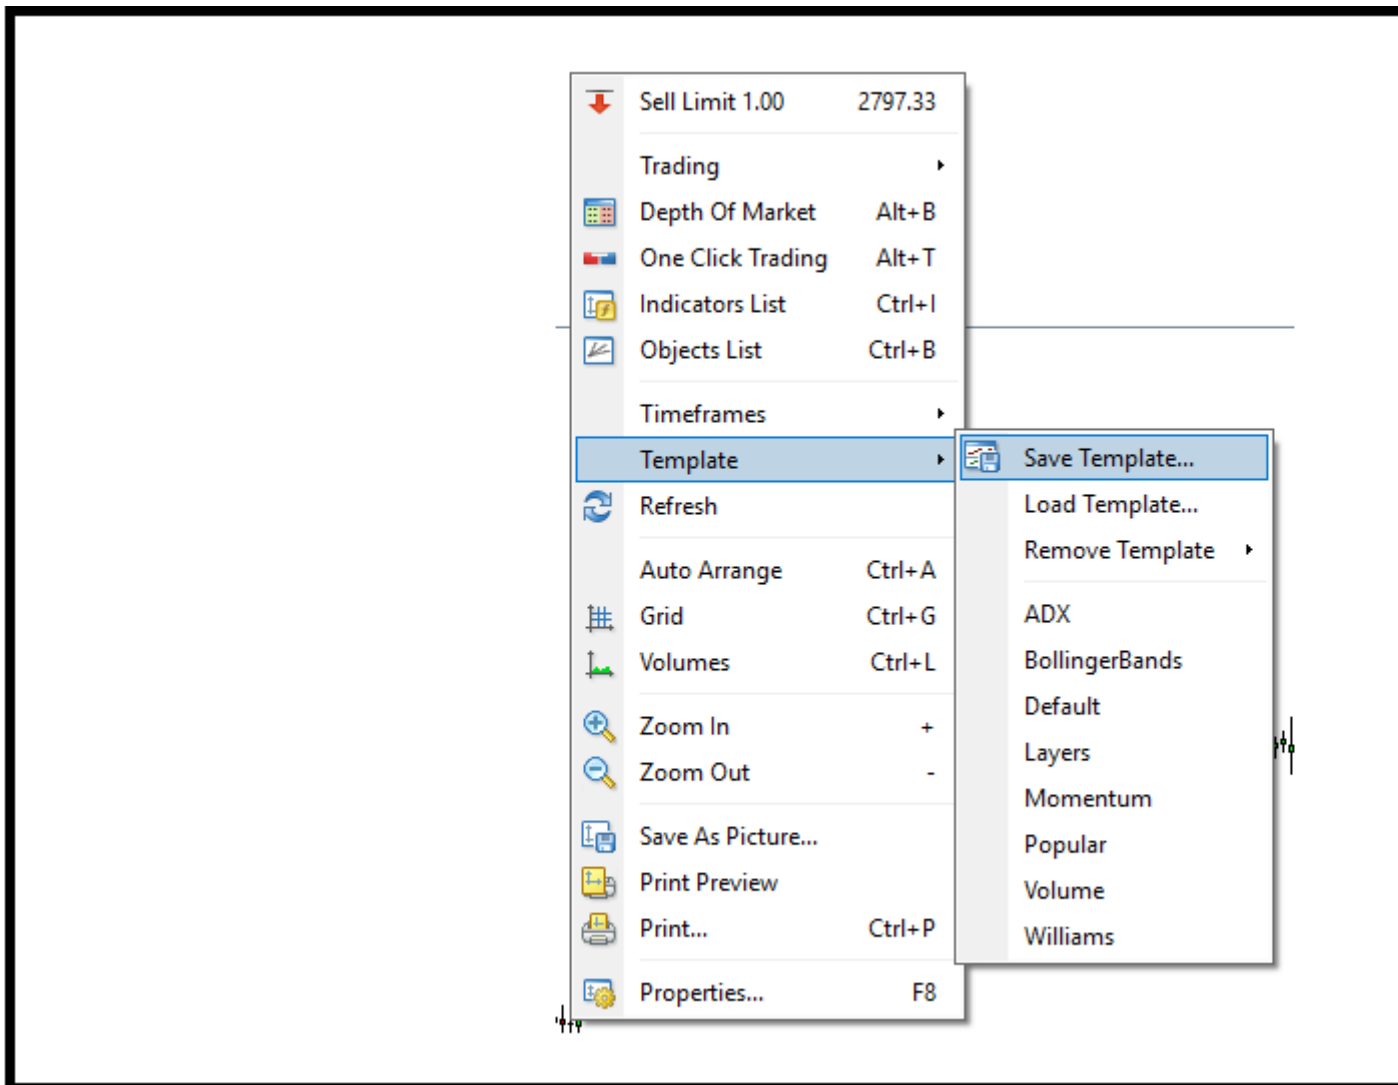 Sell Limit 1.00 2797.33
Trading
Depth Of Market Alt+B
One Click Trading Alt+T
Indicators List Ctrl+I
Objects List Ctrl+B
Timeframes
Template
Refresh
Auto Arrange Ctrl+A
Grid Ctrl+G
Volumes Ctrl+L
Zoom In +
Zoom Out -
Save As Picture...
Print Preview
Print... Ctrl+P
Properties... F8
Save Template...
Load Template...
Remove Template
ADX
BollingerBands
Default
Layers
Momentum
Popular
Volume
Williams